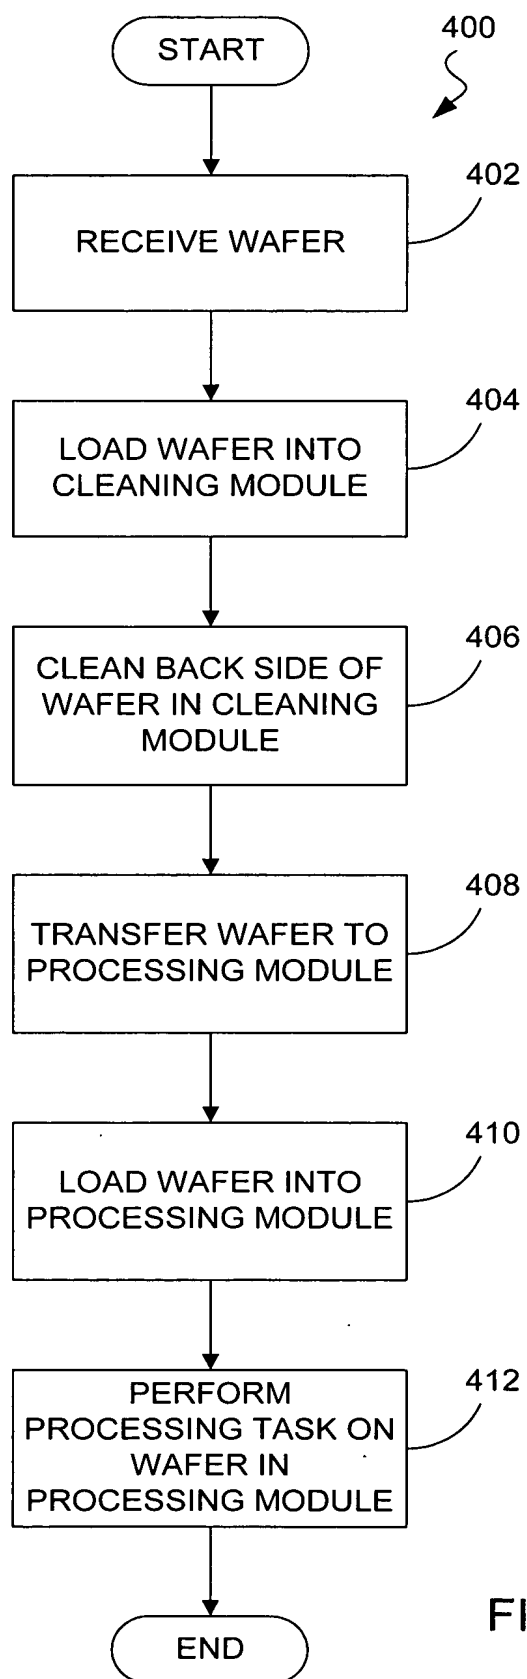 START
400
402
RECEIVE WAFER
404
LOAD WAFER INTO
CLEANING MODULE
406
CLEAN BACK SIDE OF
WAFER IN CLEANING
MODULE
408
TRANSFER WAFER TO
PROCESSING MODULE
410
LOAD WAFER INTO
PROCESSING MODULE
412
PERFORM
PROCESSING TASK ON
WAFER IN
PROCESSING MODULE
END